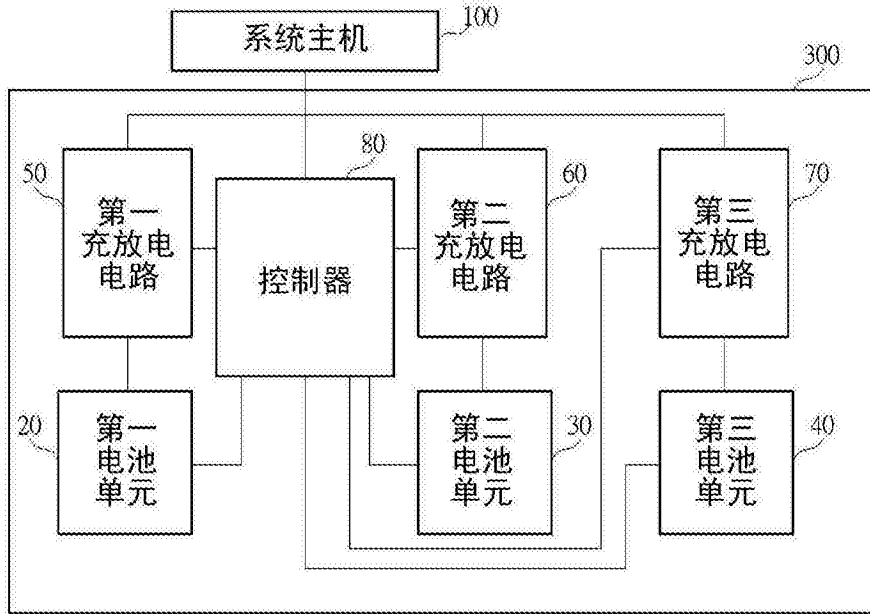 系统主机
100
300
50
第一
充放电
电路
80
控制器
60
第二
充放电
电路
70
第三
充放电
电路
20
第一
电池
单元
30
第二
电池
单元
40
第三
电池
单元